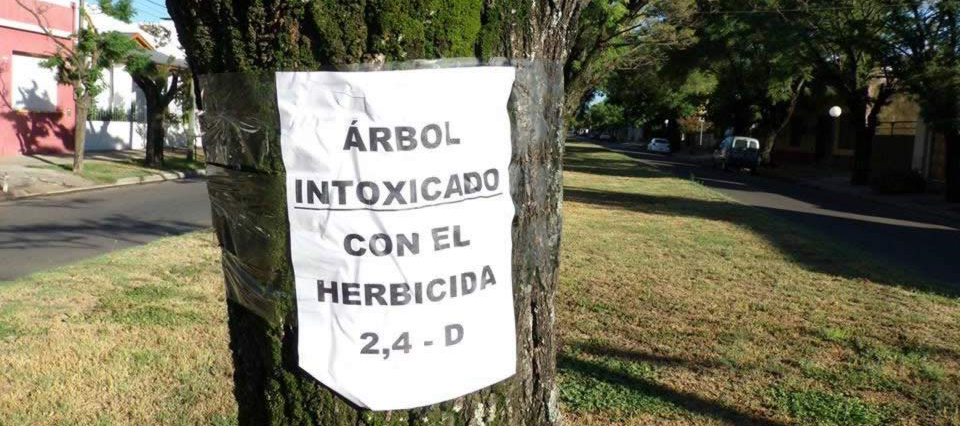 ÁRBOL
INTOXICADO
CON EL
HERBICIDA
2,4 - D